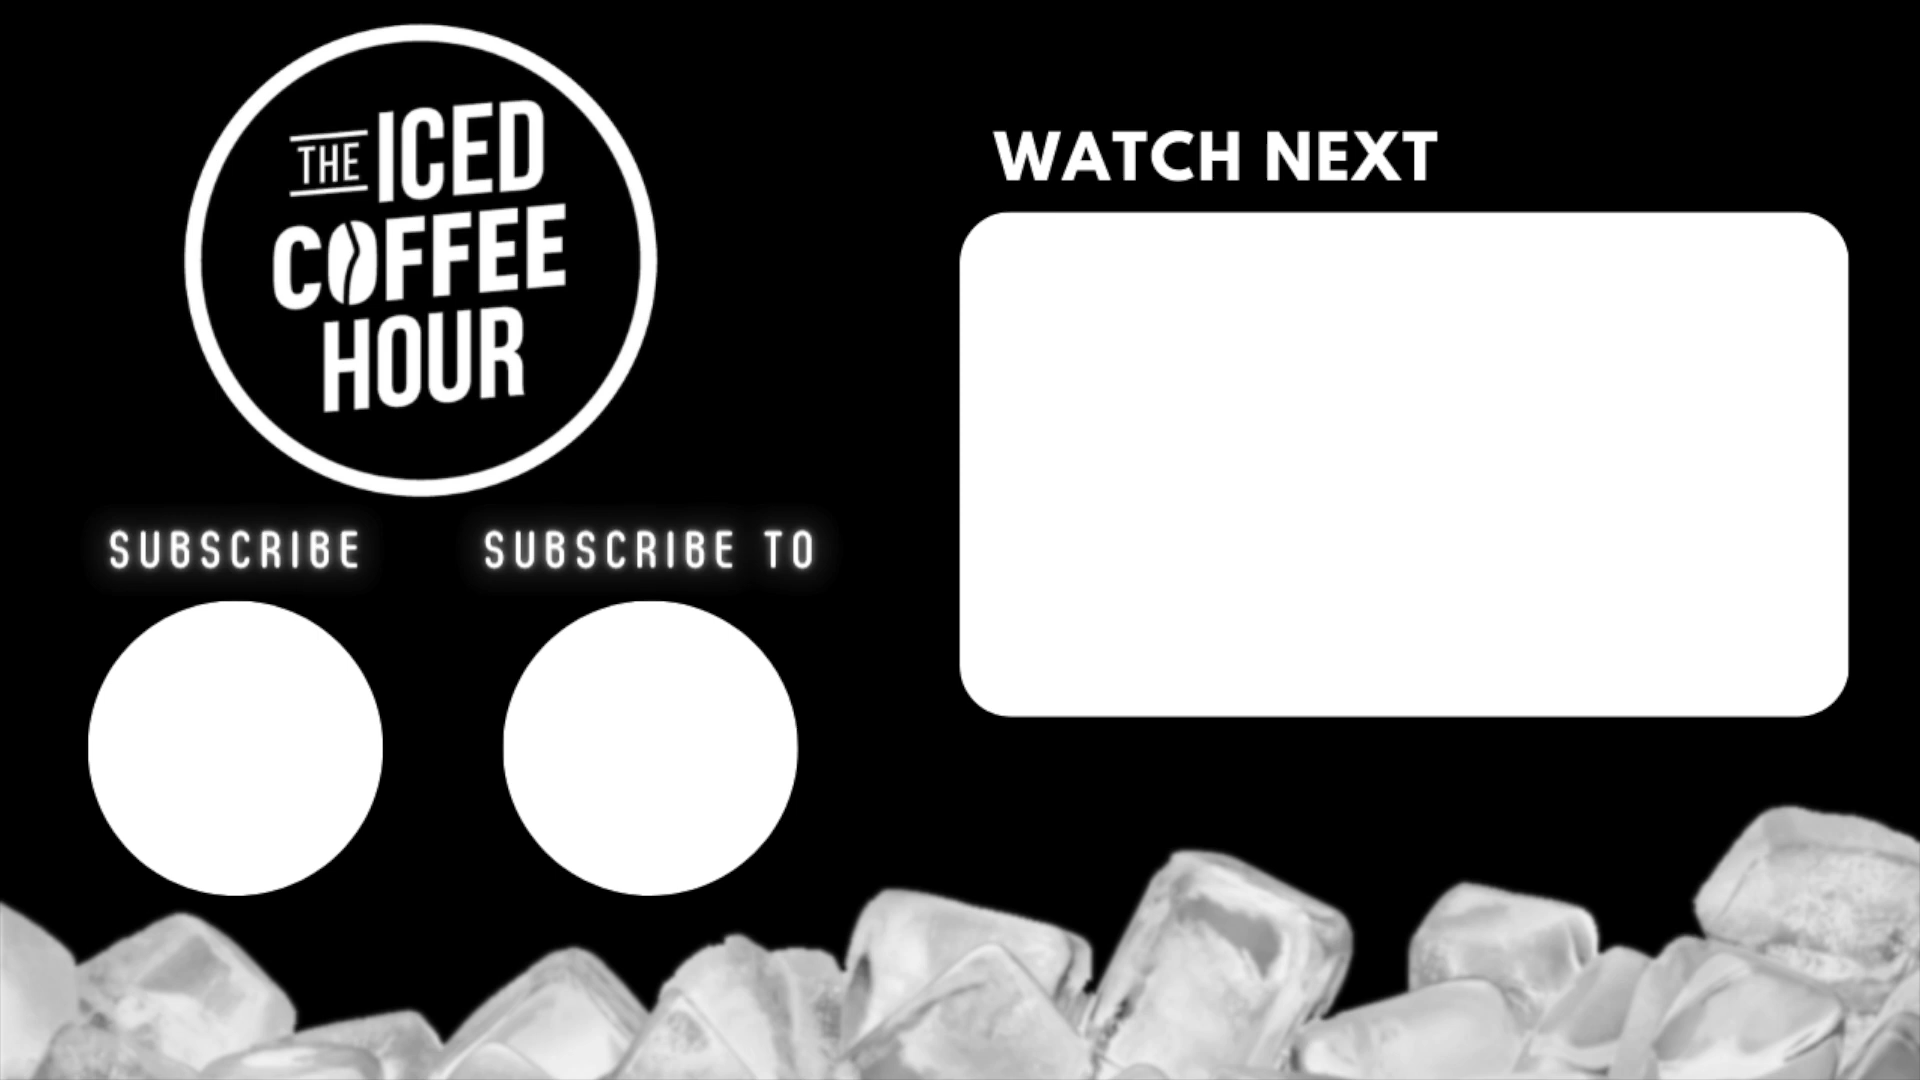 THE ICED
COFFEE
HOUR
SUBSCRIBE
SUBSCRIBE TO
WATCH NEXT